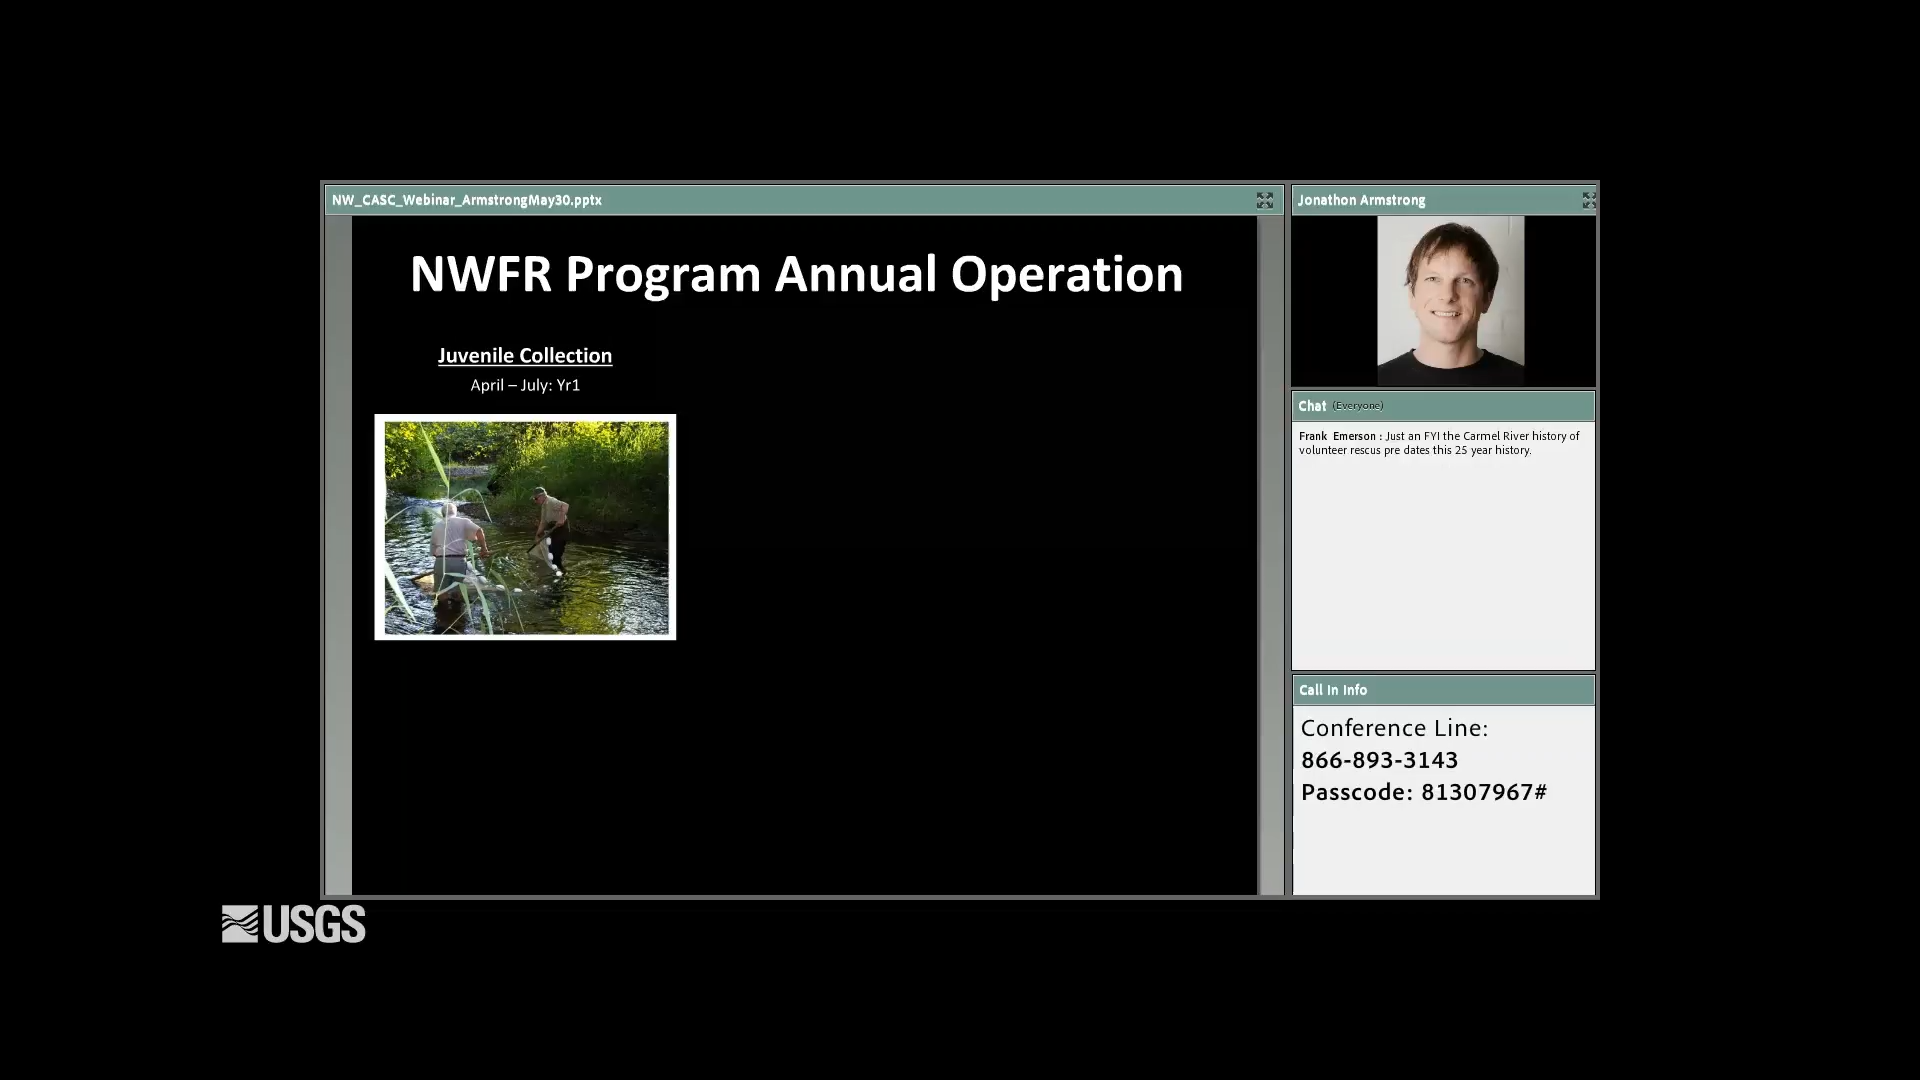 NW_CASC_Webinar_ArmstrongMay30.pptx
NWFR Program Annual Operation
Juvenile Collection
April – July: Yr1
Jonathon Armstrong
Chat (Everyone)
Frank Emerson : Just an FYI the Carmel River history of
volunteer rescus pre dates this 25 year history.
Call In Info
Conference Line:
866-893-3143
Passcode: 81307967#
USGS